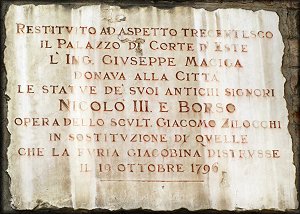 RESTITVITO AD ASPETTO TRECENTESCO
IL PALAZZO DI CORTE D'ESTE
L'ING. GIVSEPPE MACIGA
DONAVA ALLA CITTA
LE STATVE DE' SVOI ANTICHI SIGNORI
NICOLÒ III E BORSO
OPERA DELLO SCVLT. GIACOMO ZILOCCHI
IN SOSTITVZIONE DI QVELLE
CHE LA FVRIA GIACOBINA DISTRVSSE
IL 19 OTTOBRE 1796